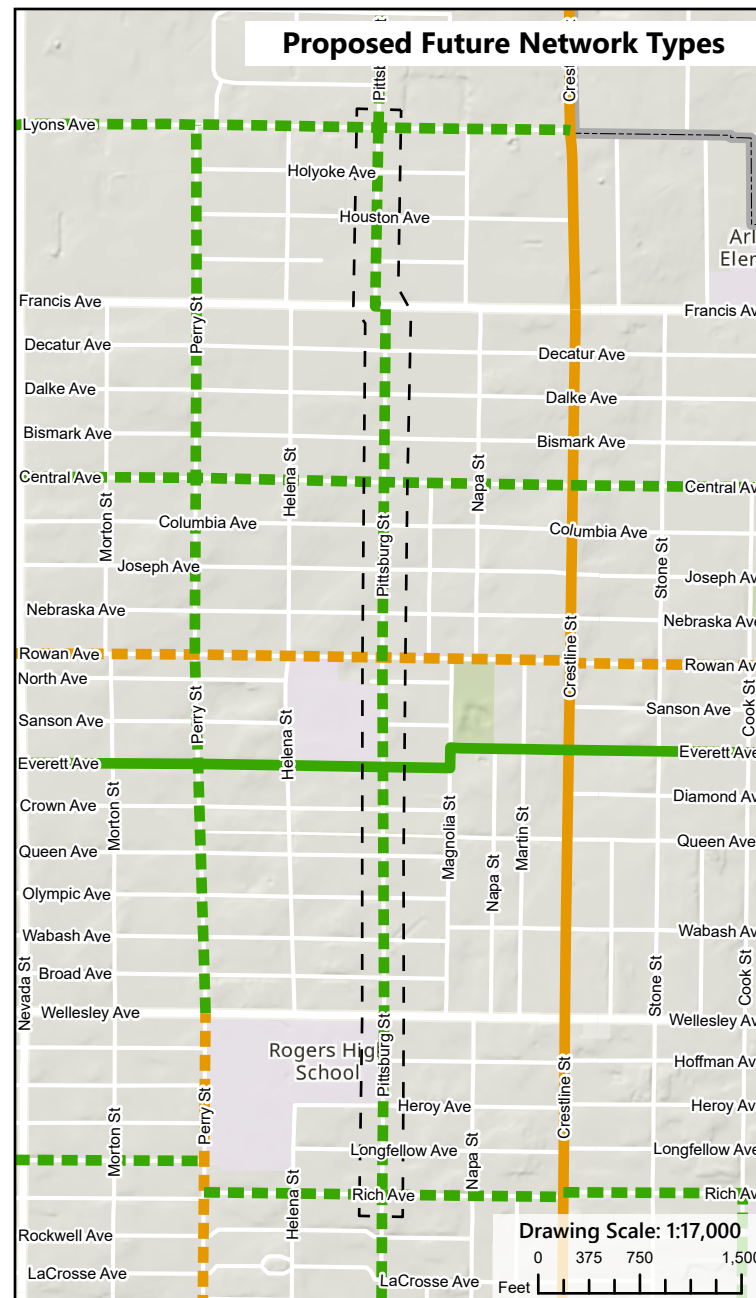 Proposed Future Network Types
Pittsb
Crest
Lyons Ave
Holyoke Ave
Houston Ave
Arl
Elem
Francis Ave
Francis Av
Perry St
Decatur Ave
Decatur Ave
Dalke Ave
Dalke Ave
Bismark Ave
Bismark Ave
Helena St
Napa St
Central Ave
Central Av
Morton St
Columbia Ave
Pittsburg St
Columbia Ave
Stone St
Joseph Ave
Joseph Av
Nebraska Ave
Nebraska Ave
Crestline St
Rowan Ave
Rowan Av
North Ave
Perry St
Sanson Ave
Sanson Ave
Cook St
Helena St
Everett Ave
Everett Ave
Crown Ave
Diamond Av
Morton St
Magnolia St
Martin St
Queen Ave
Queen Ave
Napa St
Olympic Ave
Wabash Ave
Wabash Av
Broad Ave
Nevada St
Stone St
Cook St
Wellesley Ave
Wellesley Av
Pittsburg St
Rogers High
School
Hoffman Av
Crestline St
Perry St
Heroy Ave
Heroy Av
Morton St
Longfellow Ave
Longfellow Ave
Napa St
Helena St
Rich Ave
Rich Av
Rockwell Ave
LaCrosse Ave
LaCrosse Ave
Drawing Scale: 1:17,000
0 375 750 1,500
Feet